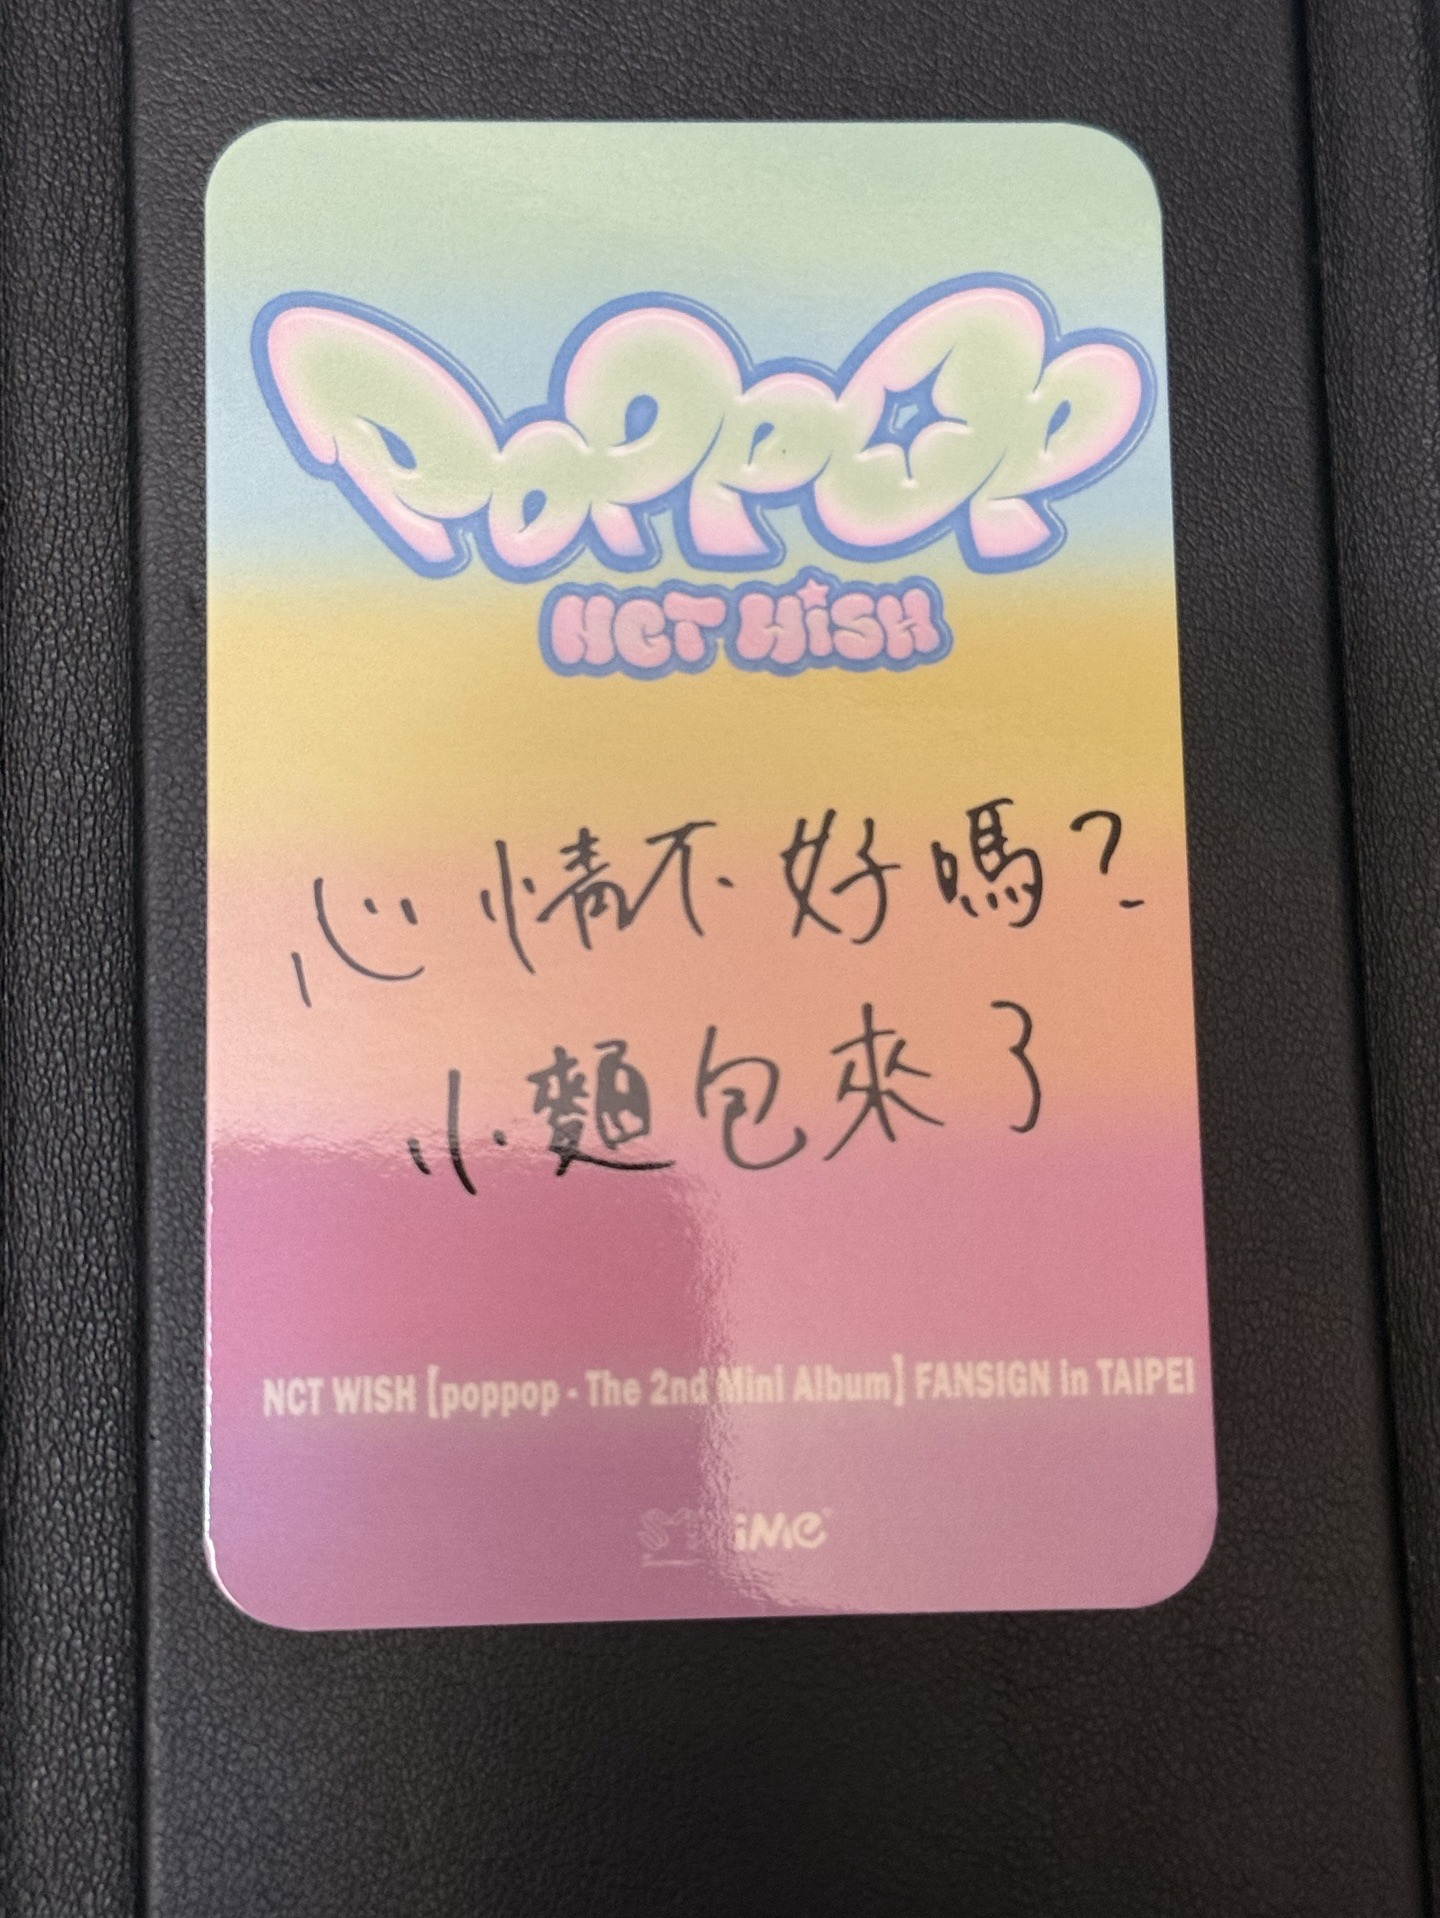 POPPOP
NCT WiSH
心情不好嗎?
小麵包來了
NCT WISH [poppop - The 2nd Mini Album] FANSIGN in TAIPEI
iMe